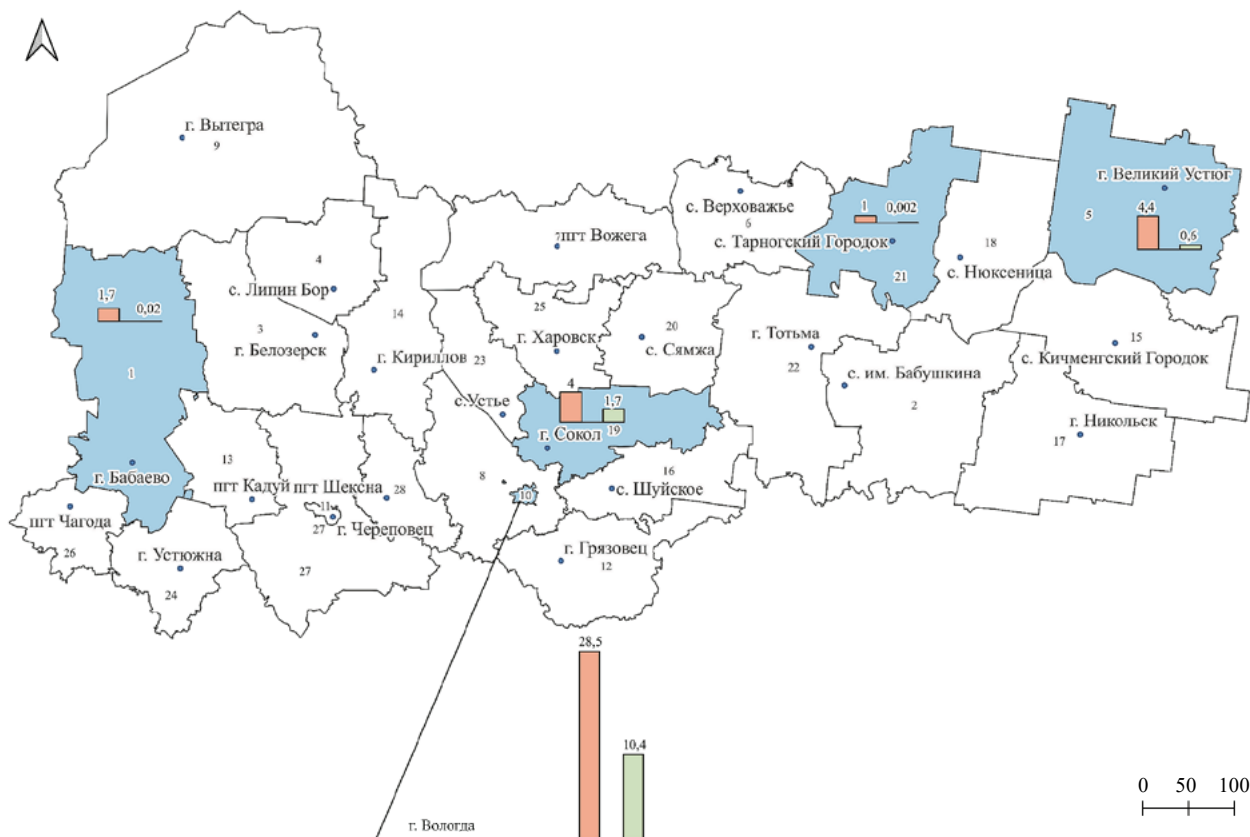 г. Вытегра
9
г. Великий Устюг
4,4
0,6
5
1
0,002
с. Верховажье
6
с. Тарногский Городок
21
18
с. Нюксеница
7
пгт Вожега
4
с. Липин Бор
1,7
0,02
1
3
г. Белозерск
14
г. Кириллов
23
25
г. Харовск
20
с. Сямжа
г. Тотьма
22
15
с. Кичменгский Городок
с. им. Бабушкина
2
г. Никольск
17
с.Устье
4
1,7
19
г. Сокол
г. Бабаево
13
пгт Кадуй
пгт Шексна
28
8
10
16
с. Шуйское
пгт Чагода
26
11
27
г. Череповец
г. Устюжна
24
27
г. Грязовец
12
28,5
10,4
г. Вологда
0 50 100